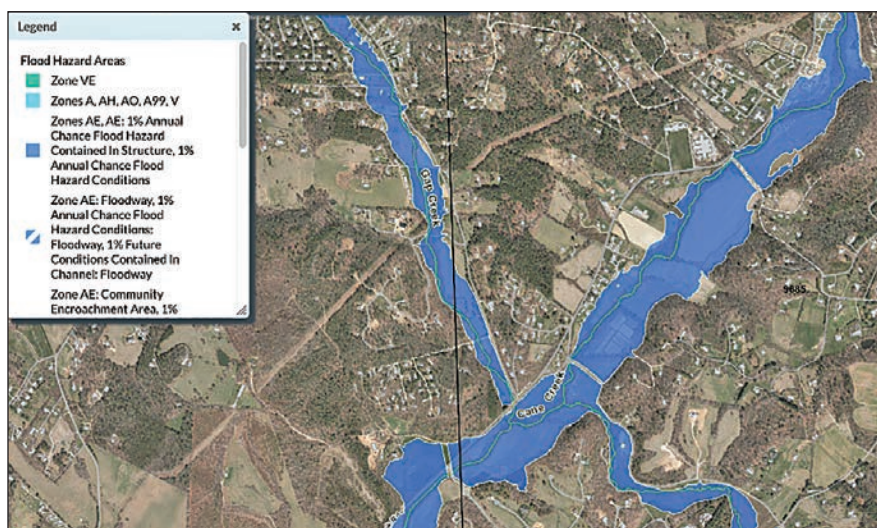 Legend ×
Flood Hazard Areas
Zone VE
Zones A, AH, AO, A99, V
Zones AE, AE: 1% Annual
Chance Flood Hazard
Contained In Structure, 1%
Annual Chance Flood
Hazard Conditions
Zone AE: Floodway, 1%
Annual Chance Flood
Hazard Conditions:
Floodway, 1% Future
Conditions Contained In
Channel: Floodway
Zone AE: Community
Encroachment Area, 1%
Gap Creek
9685
Cane Creek